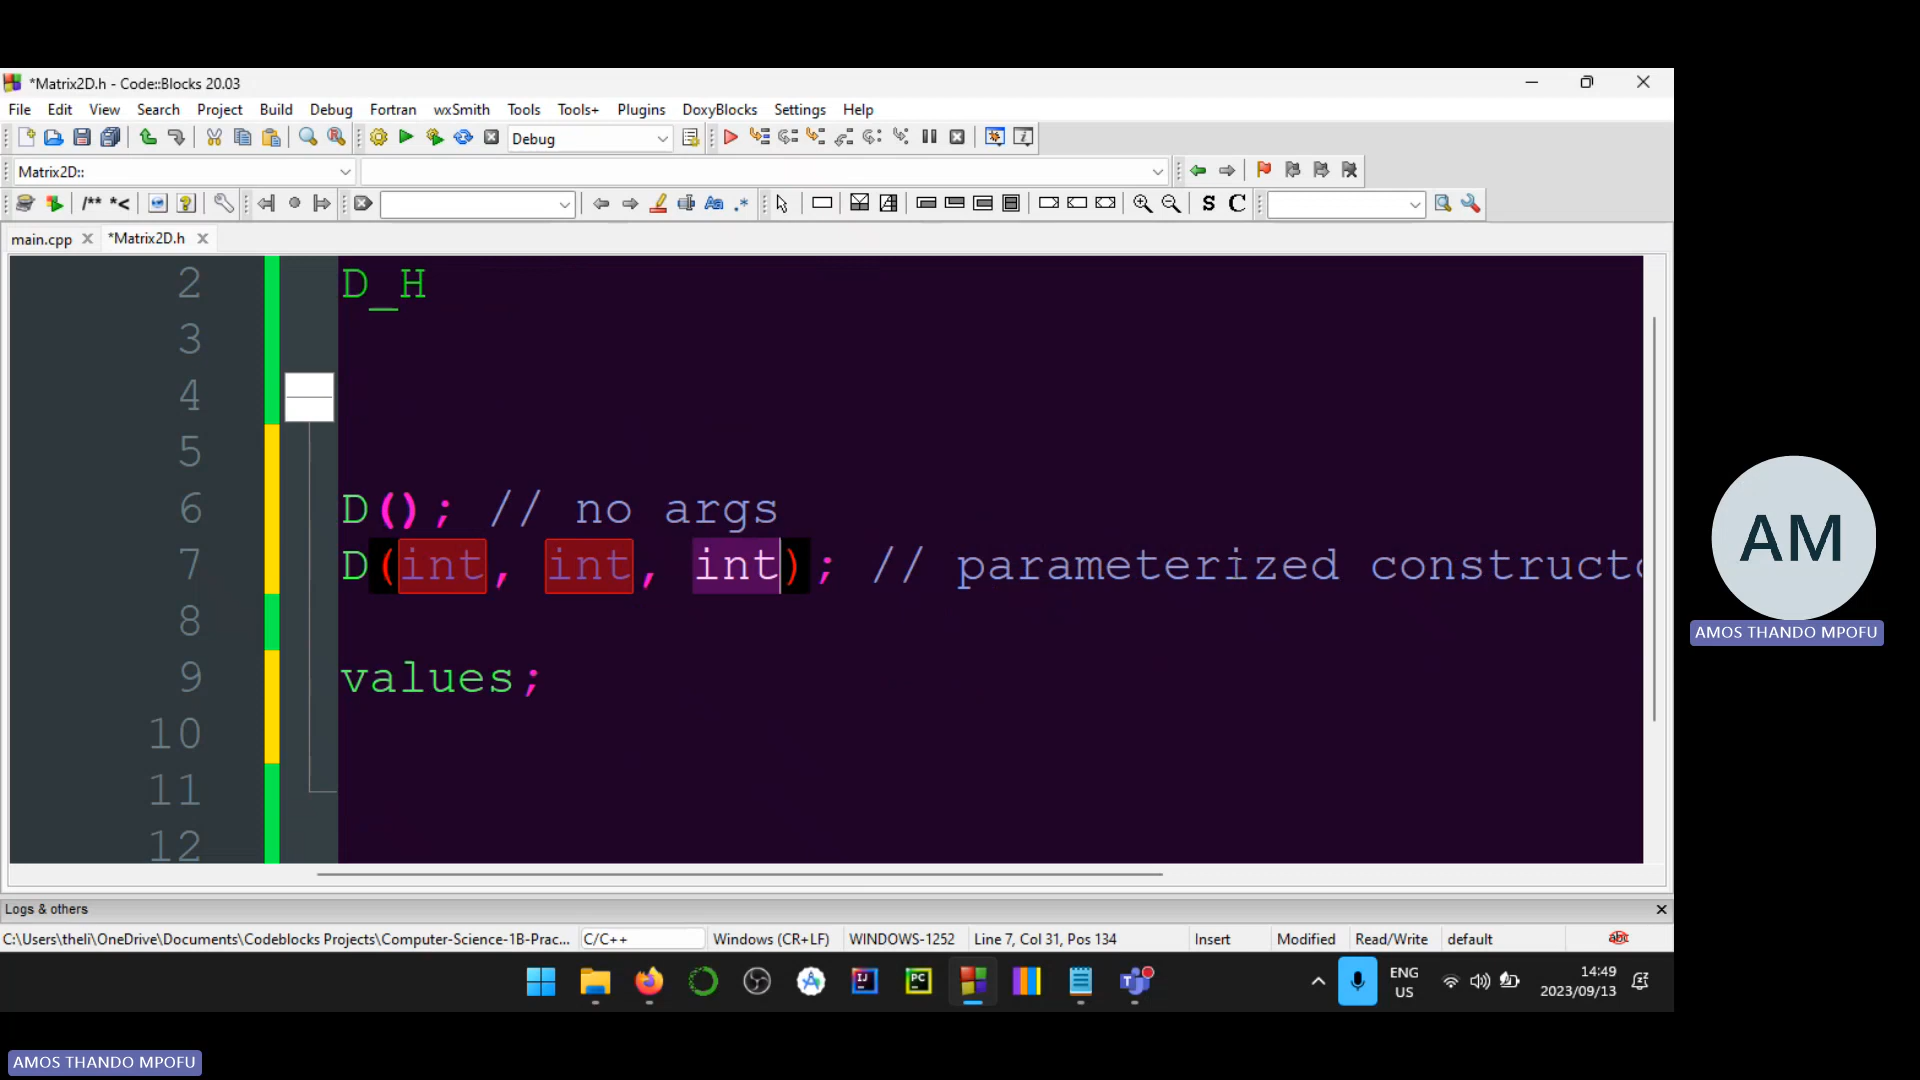 *Matrix2D.h - Code::Blocks 20.03
File Edit View Search Project Build Debug Fortran wxSmith Tools Tools+ Plugins DoxyBlocks Settings Help
Debug
Matrix2D::
/** *< Aa .* S C
main.cpp *Matrix2D.h
2 D_H
3
4
5
6 D(); // no args
7 D(int, int, int); // parameterized constructo
8
9 values;
10
11
12
Logs & others
C:\Users\theli\OneDrive\Documents\Codeblocks Projects\Computer-Science-1B-Prac... C/C++ Windows (CR+LF) WINDOWS-1252 Line 7, Col 31, Pos 134 Insert Modified Read/Write default abc
ENG
US
14:49
2023/09/13
AM
AMOS THANDO MPOFU
AMOS THANDO MPOFU